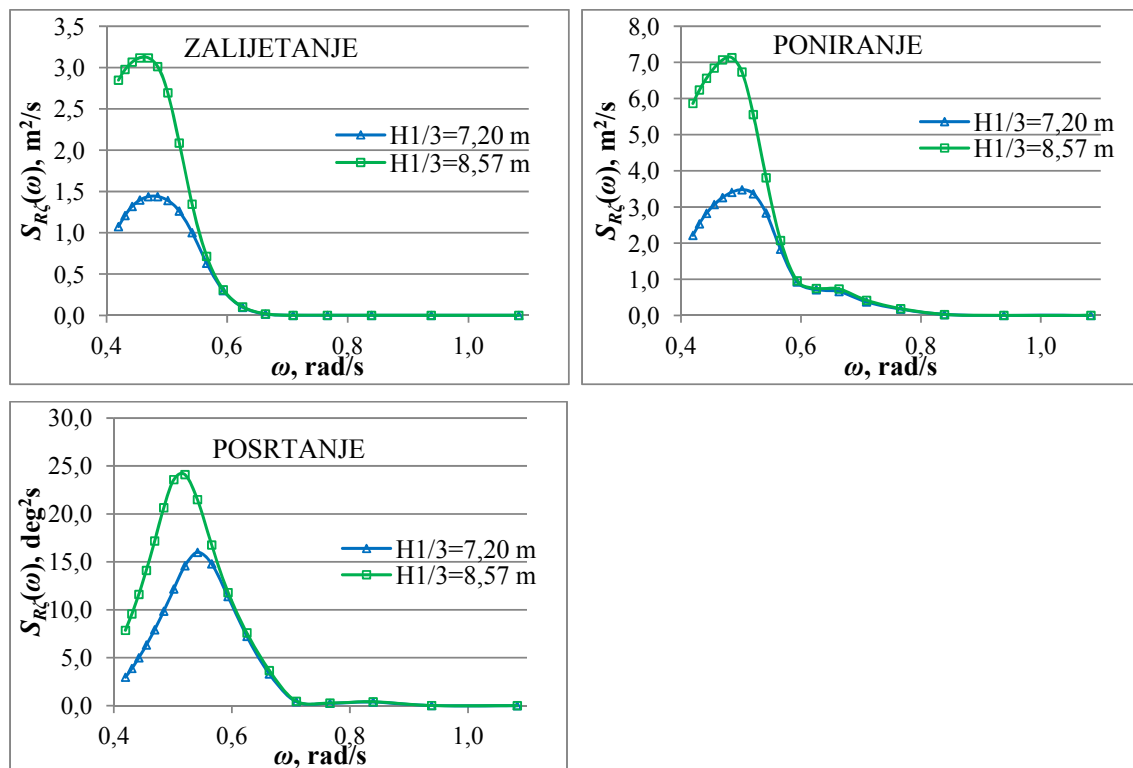 ZALIJETANJE
S_Rζ(ω), m²/s
3,5
3,0
2,5
2,0
1,5
1,0
0,5
0,0
H1/3=7,20 m
H1/3=8,57 m
0,4 0,6 0,8 1,0
ω, rad/s
PONIRANJE
S_Rζ(ω), m²/s
8,0
7,0
6,0
5,0
4,0
3,0
2,0
1,0
0,0
H1/3=7,20 m
H1/3=8,57 m
0,4 0,6 0,8 1,0
ω, rad/s
POSRTANJE
S_Rζ(ω), deg²s
30,0
25,0
20,0
15,0
10,0
5,0
0,0
H1/3=7,20 m
H1/3=8,57 m
0,4 0,6 0,8 1,0
ω, rad/s